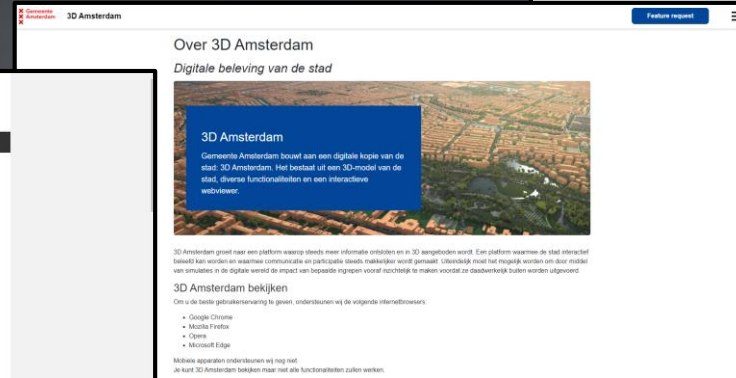 Gemeente
Amsterdam
3D Amsterdam
Feature request
Over 3D Amsterdam
Digitale beleving van de stad
3D Amsterdam
Gemeente Amsterdam bouwt aan een digitale kopie van de
stad: 3D Amsterdam. Het bestaat uit een 3D-model van de
stad, diverse functionaliteiten en een interactieve
webviewer.
3D Amsterdam groeit naar een platform waarop steeds meer informatie ontsloten en in 3D aangeboden wordt. Een platform waarmee de stad interactief
beleefd kan worden en waarmee communicatie en participatie steeds makkelijker wordt gemaakt. Uiteindelijk moet het mogelijk worden om door middel
van simulaties in de digitale wereld de impact van bepaalde ingrepen vooraf inzichtelijk te maken voordat ze daadwerkelijk buiten worden uitgevoerd.
3D Amsterdam bekijken
Om u de beste gebruikerservaring te geven, ondersteunen wij de volgende internetbrowsers:
Google Chrome
Mozilla Firefox
Opera
Microsoft Edge
Mobiele apparaten ondersteunen wij nog niet.
Je kunt 3D Amsterdam bekijken maar niet alle functionaliteiten zullen werken.